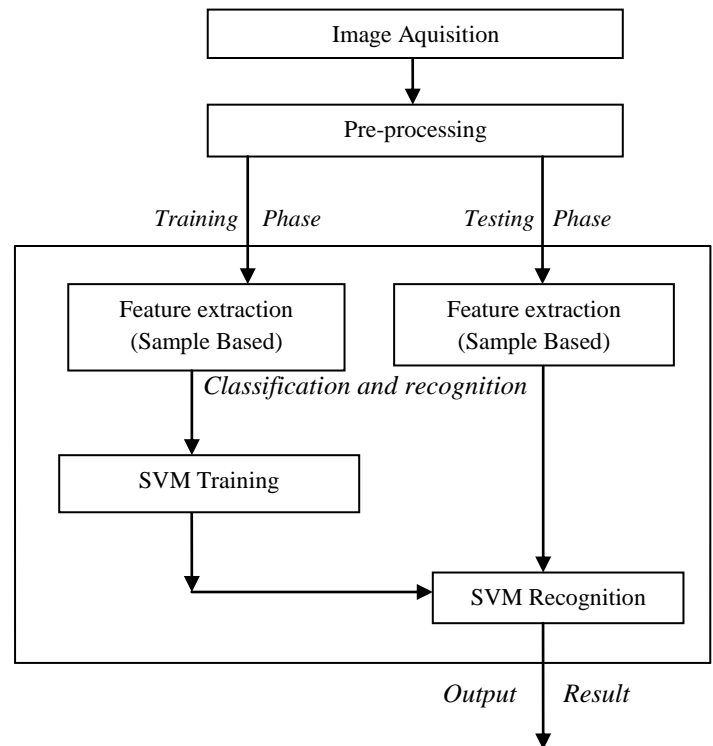 Image Aquisition
Pre-processing
Training Phase
Testing Phase
Feature extraction
(Sample Based)
Feature extraction
(Sample Based)
Classification and recognition
SVM Training
SVM Recognition
Output Result